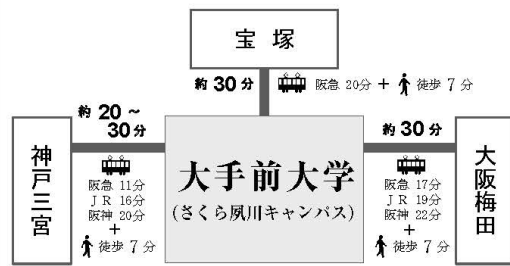 宝塚
約30分
阪急 20分 + 徒歩 7分
約 20～
30分
神戸三宮
阪急 11分
JR 16分
阪神 20分
+
徒歩 7分
大手前大学
(さくら夙川キャンパス)
約30分
阪急 17分
JR 19分
阪神 22分
+
徒歩 7分
大阪梅田